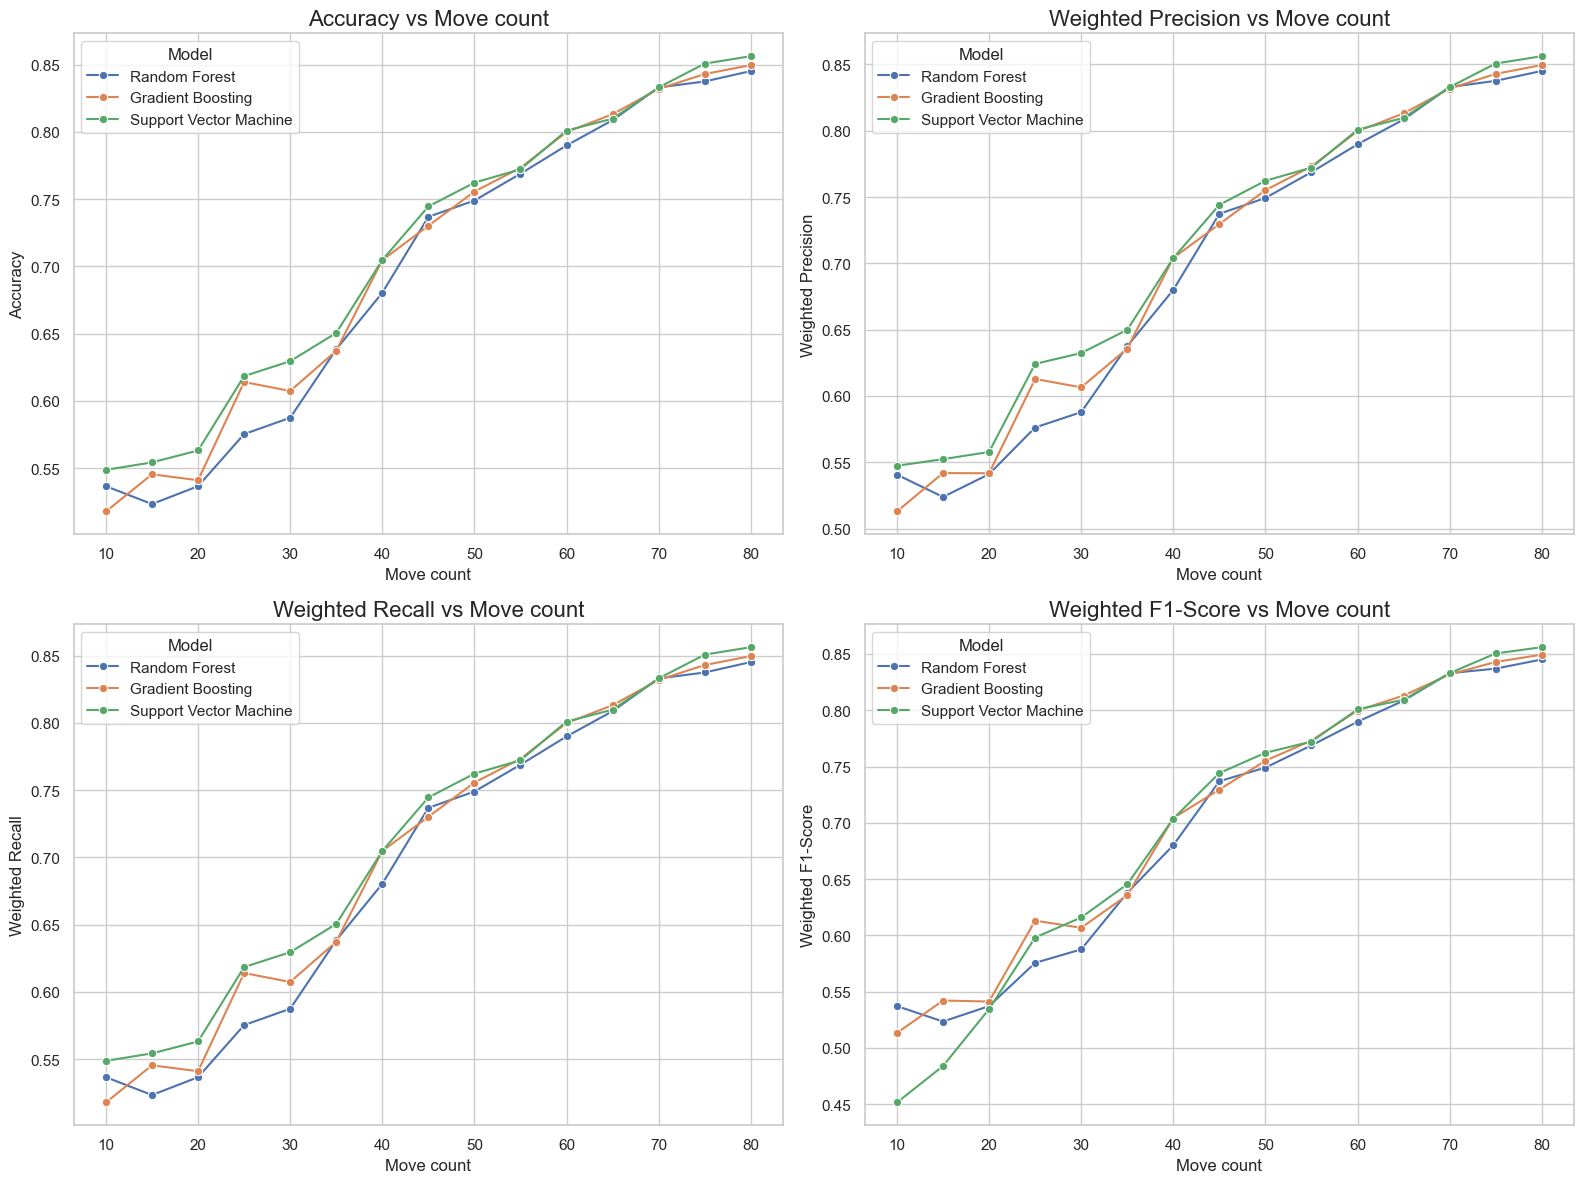 Accuracy vs Move count
Model
Random Forest
Gradient Boosting
Support Vector Machine
0.85
0.80
0.75
0.70
0.65
0.60
0.55
Accuracy
10 20 30 40 50 60 70 80
Move count
Weighted Precision vs Move count
Model
Random Forest
Gradient Boosting
Support Vector Machine
0.85
0.80
0.75
0.70
0.65
0.60
0.55
0.50
Weighted Precision
10 20 30 40 50 60 70 80
Move count
Weighted Recall vs Move count
Model
Random Forest
Gradient Boosting
Support Vector Machine
0.85
0.80
0.75
0.70
0.65
0.60
0.55
Weighted Recall
10 20 30 40 50 60 70 80
Move count
Weighted F1-Score vs Move count
Model
Random Forest
Gradient Boosting
Support Vector Machine
0.85
0.80
0.75
0.70
0.65
0.60
0.55
0.50
0.45
Weighted F1-Score
10 20 30 40 50 60 70 80
Move count